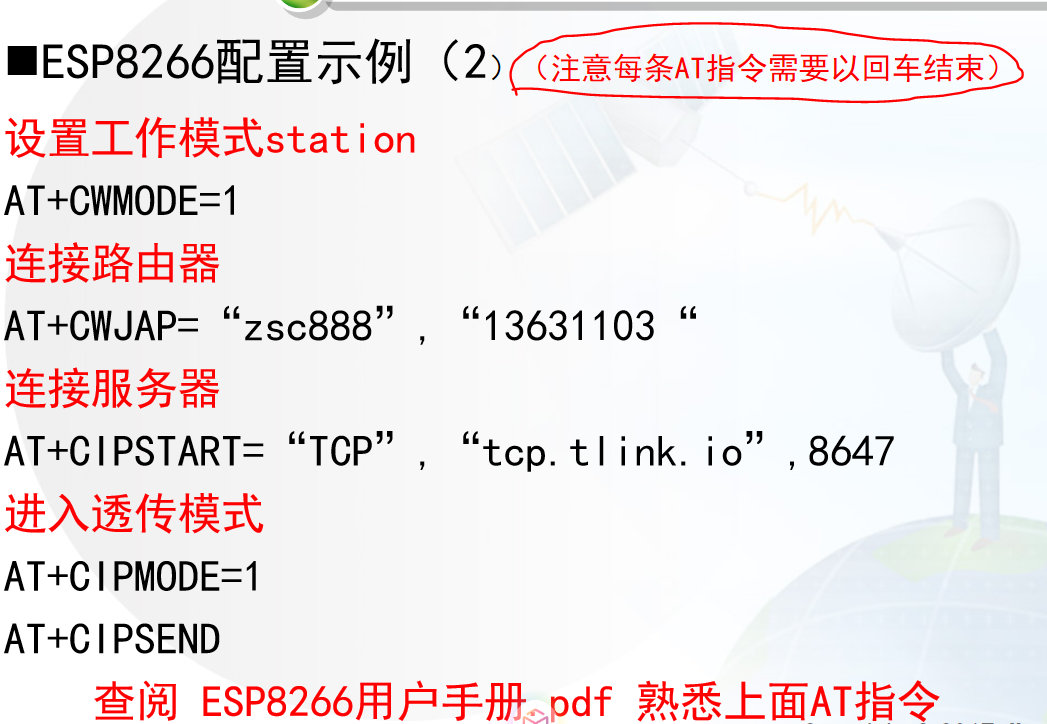 ■ESP8266配置示例（2）（注意每条AT指令需要以回车结束）
设置工作模式station
AT+CWMODE=1
连接路由器
AT+CWJAP=“zsc888”, “13631103 “
连接服务器
AT+CIPSTART=“TCP”, “tcp.tlink.io”,8647
进入透传模式
AT+CIPMODE=1
AT+CIPSEND
查阅 ESP8266用户手册.pdf 熟悉上面AT指令